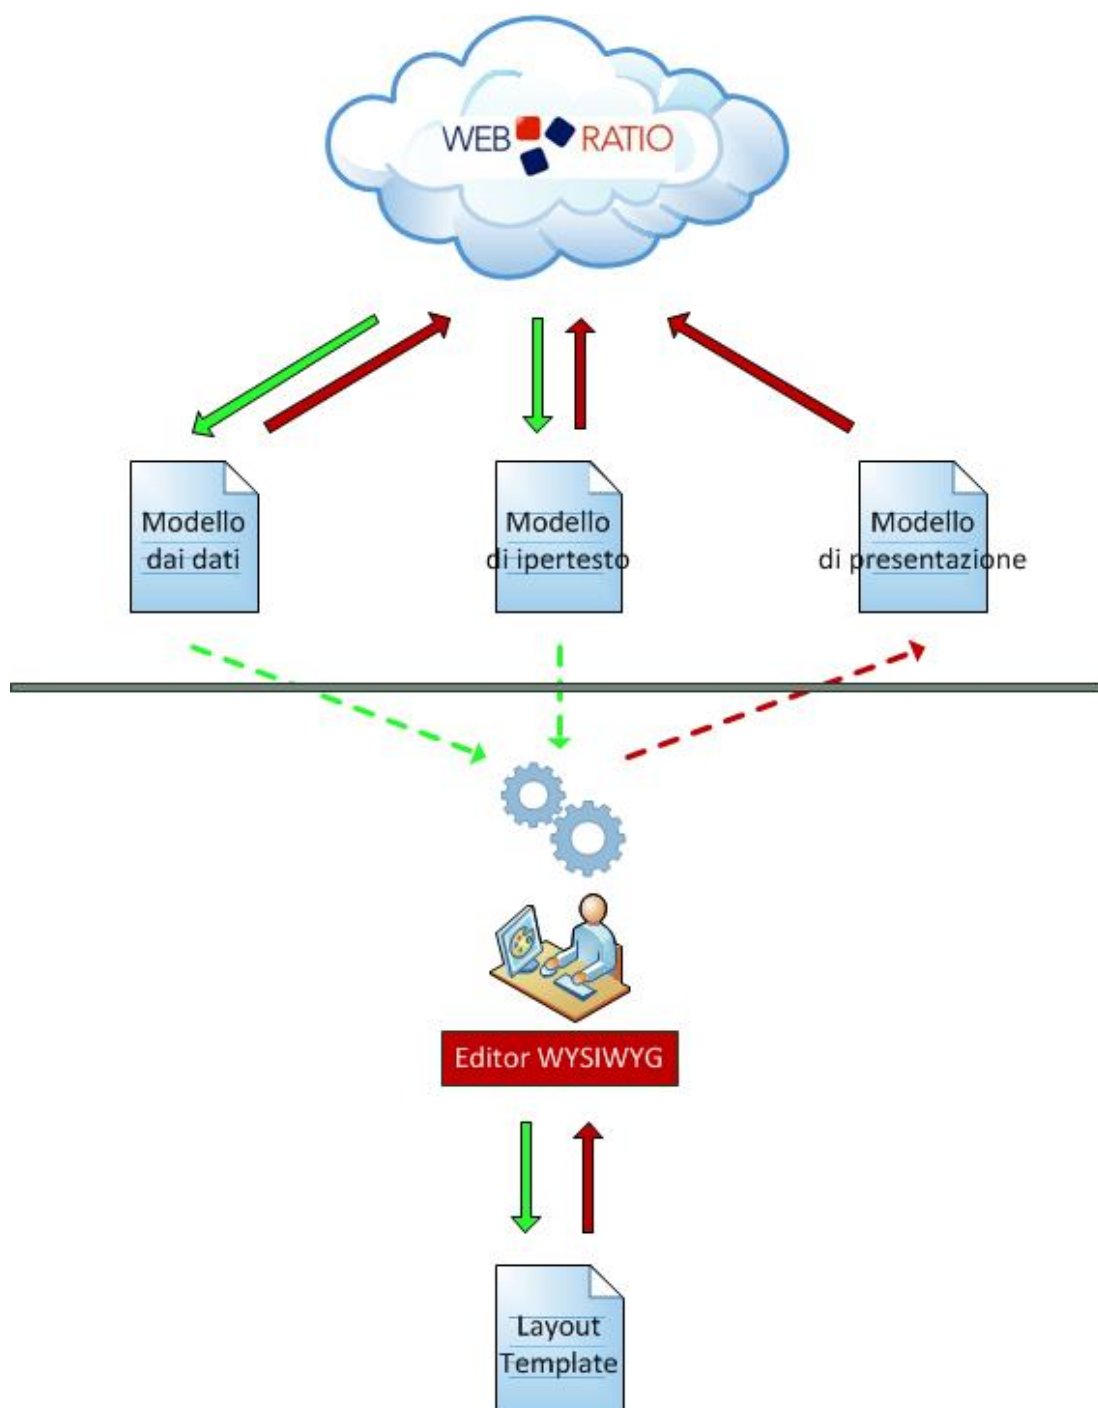 WEB RATIO
Modello
dai dati
Modello
di ipertesto
Modello
di presentazione
Editor WYSIWYG
Layout
Template